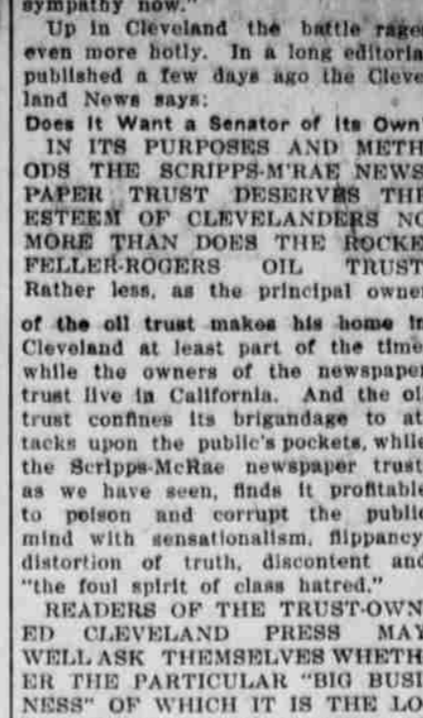 sympathy now."
Up in Cleveland the battle rages
even more hotly. In a long editoria
published a few days ago the Cleve
land News says:
Does It Want a Senator of Its Own
IN ITS PURPOSES AND METH
ODS THE SCRIPPS-M'RAE NEWS
PAPER TRUST DESERVES THE
ESTEEM OF CLEVELANDERS NO
MORE THAN DOES THE ROCKE
FELLER-ROGERS OIL TRUST
Rather less, as the principal owner
of the oil trust makes his home in
Cleveland at least part of the time
while the owners of the newspaper
trust live in California. And the oi
trust confines its brigandage to at
tacks upon the public's pockets, while
the Scripps-McRae newspaper trust
as we have seen, finds it profitable
to poison and corrupt the public
mind with sensationalism, flippancy
distortion of truth, discontent and
"the foul spirit of class hatred."
READERS OF THE TRUST-OWN
ED CLEVELAND PRESS MAY
WELL ASK THEMSELVES WHETH
ER THE PARTICULAR "BIG BUSI
NESS" OF WHICH IT IS THE LO